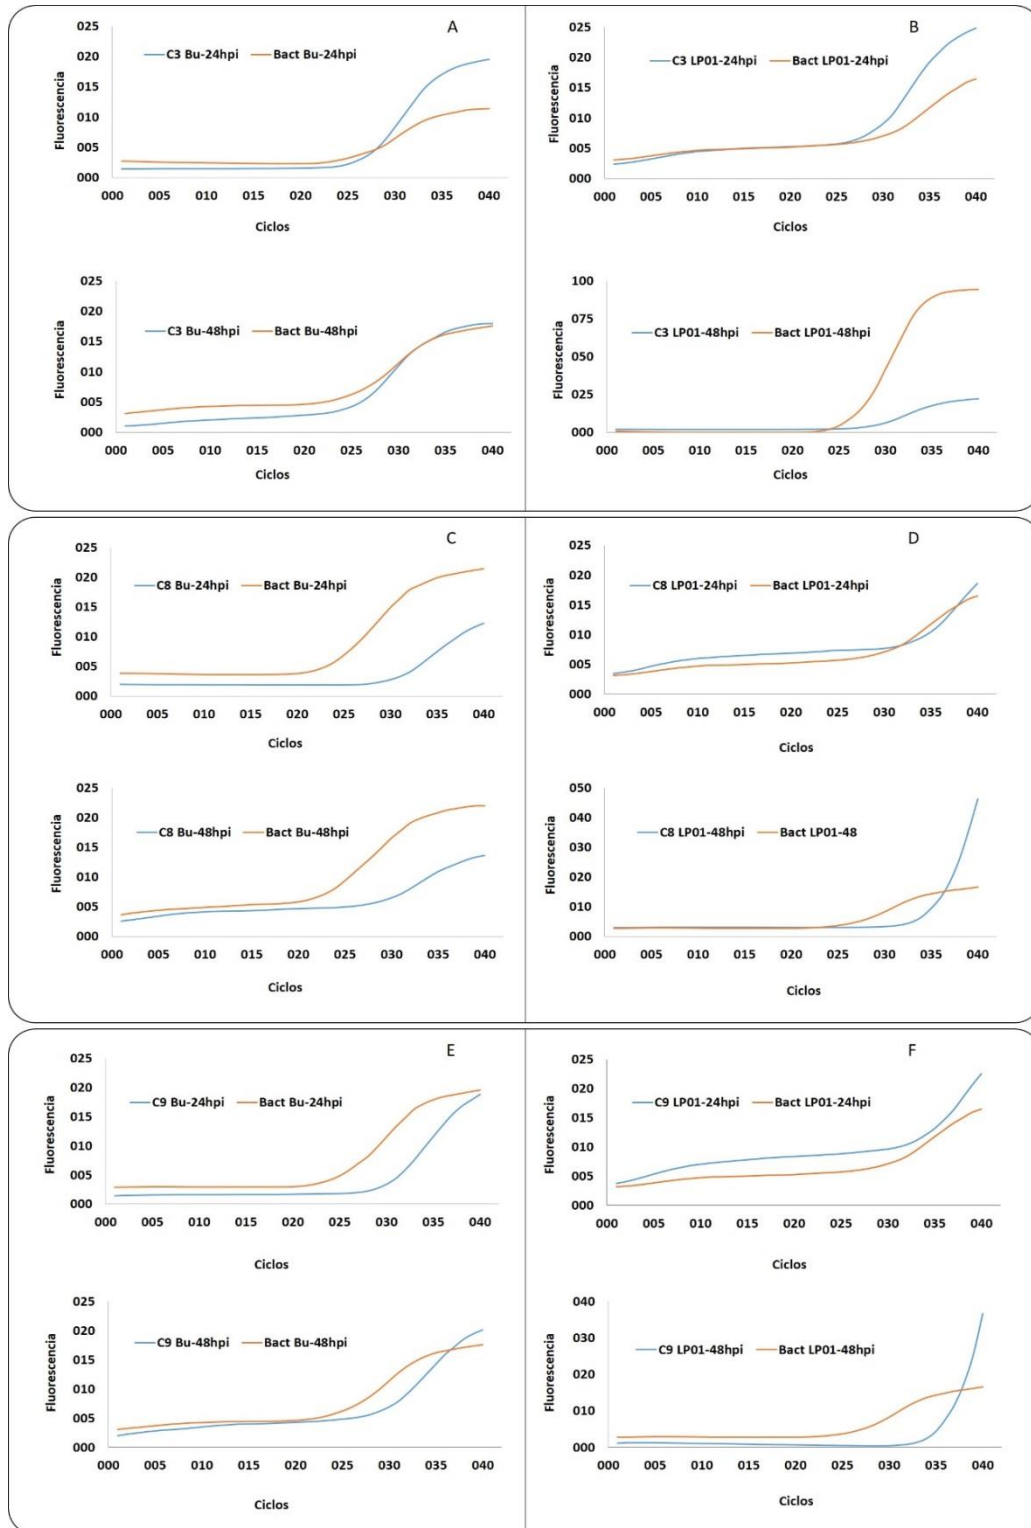 A
C3 Bu-24hpi Bact Bu-24hpi
Fluorescencia
025
020
015
010
005
000
000 005 010 015 020 025 030 035 040
Ciclos
C3 Bu-48hpi Bact Bu-48hpi
Fluorescencia
025
020
015
010
005
000
000 005 010 015 020 025 030 035 040
Ciclos
B
C3 LP01-24hpi Bact LP01-24hpi
Fluorescencia
025
020
015
010
005
000
000 005 010 015 020 025 030 035 040
Ciclos
C3 LP01-48hpi Bact LP01-48hpi
Fluorescencia
100
075
050
025
000
000 005 010 015 020 025 030 035 040
Ciclos
C
C8 Bu-24hpi Bact Bu-24hpi
Fluorescencia
025
020
015
010
005
000
000 005 010 015 020 025 030 035 040
Ciclos
C8 Bu-48hpi Bact Bu-48hpi
Fluorescencia
025
020
015
010
005
000
000 005 010 015 020 025 030 035 040
Ciclos
D
C8 LP01-24hpi Bact LP01-24hpi
Fluorescencia
025
020
015
010
005
000
000 005 010 015 020 025 030 035 040
Ciclos
C8 LP01-48hpi Bact LP01-48
Fluorescencia
050
040
030
020
010
000
000 005 010 015 020 025 030 035 040
Ciclos
E
C9 Bu-24hpi Bact Bu-24hpi
Fluorescencia
025
020
015
010
005
000
000 005 010 015 020 025 030 035 040
Ciclos
C9 Bu-48hpi Bact Bu-48hpi
Fluorescencia
025
020
015
010
005
000
000 005 010 015 020 025 030 035 040
Ciclos
F
C9 LP01-24hpi Bact LP01-24hpi
Fluorescencia
025
020
015
010
005
000
000 005 010 015 020 025 030 035 040
Ciclos
C9 LP01-48hpi Bact LP01-48hpi
Fluorescencia
040
030
020
010
000
000 005 010 015 020 025 030 035 040
Ciclos